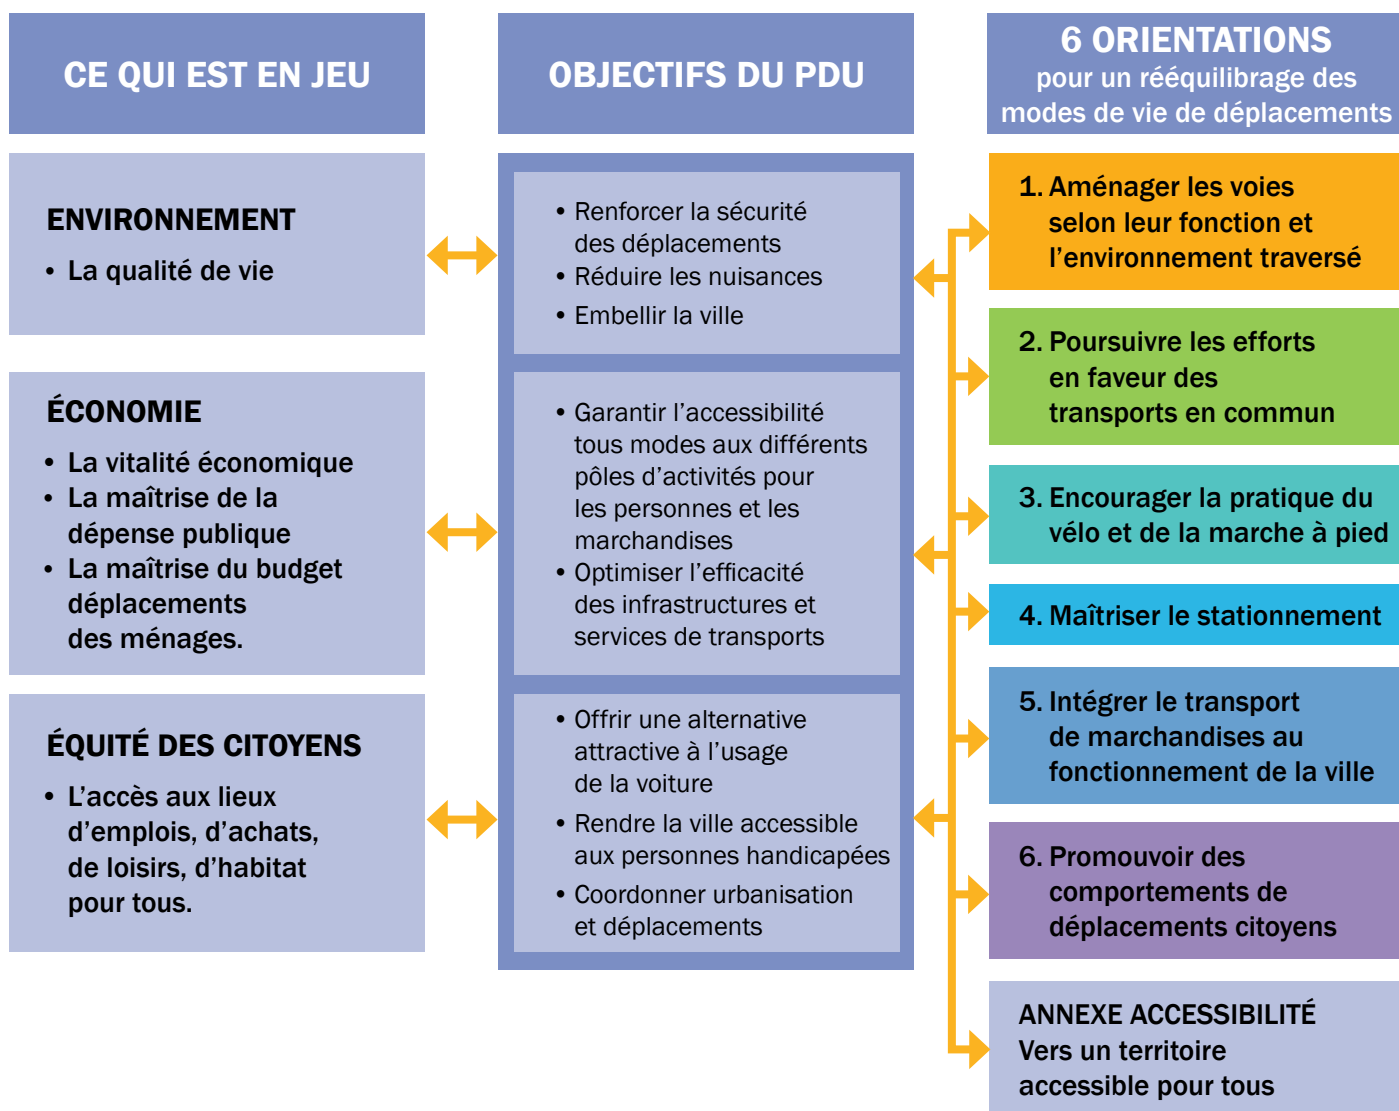 CE QUI EST EN JEU
ENVIRONNEMENT
• La qualité de vie
ÉCONOMIE
• La vitalité économique
• La maîtrise de la
dépense publique
• La maîtrise du budget
déplacements
des ménages.
ÉQUITÉ DES CITOYENS
• L’accès aux lieux
d’emplois, d’achats,
de loisirs, d’habitat
pour tous.
OBJECTIFS DU PDU
• Renforcer la sécurité
des déplacements
• Réduire les nuisances
• Embellir la ville
• Garantir l’accessibilité
tous modes aux différents
pôles d’activités pour
les personnes et les
marchandises
• Optimiser l’efficacité
des infrastructures et
services de transports
• Offrir une alternative
attractive à l’usage
de la voiture
• Rendre la ville accessible
aux personnes handicapées
• Coordonner urbanisation
et déplacements
6 ORIENTATIONS
pour un rééquilibrage des
modes de vie de déplacements
1. Aménager les voies
selon leur fonction et
l’environnement traversé
2. Poursuivre les efforts
en faveur des
transports en commun
3. Encourager la pratique du
vélo et de la marche à pied
4. Maîtriser le stationnement
5. Intégrer le transport
de marchandises au
fonctionnement de la ville
6. Promouvoir des
comportements de
déplacements citoyens
ANNEXE ACCESSIBILITÉ
Vers un territoire
accessible pour tous